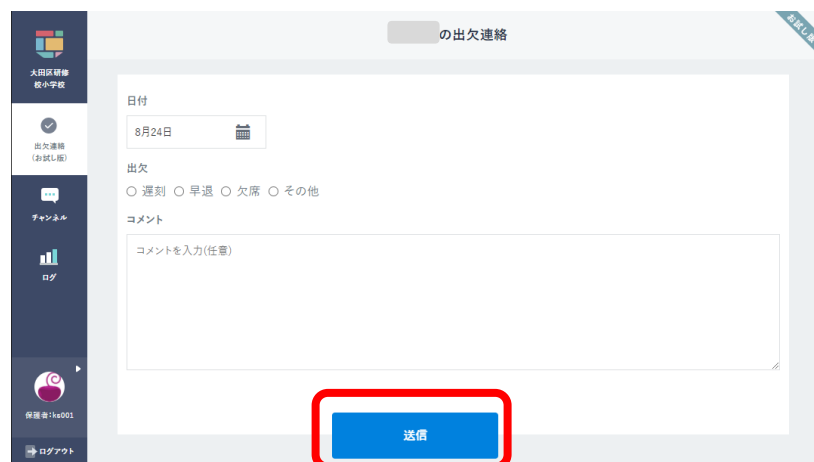 の出欠連絡
お試し版
大田区研修
校小学校
出欠連絡
(お試し版)
チャンネル
ログ
保護者:ks001
ログアウト
日付
8月24日
出欠
遅刻 早退 欠席 その他
コメント
コメントを入力(任意)
送信